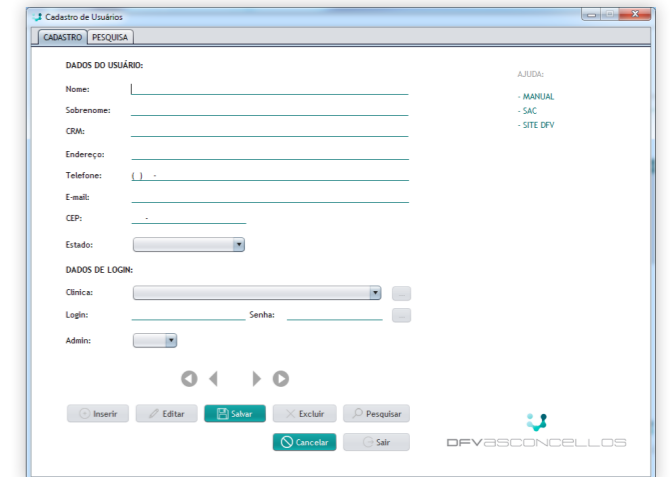 Cadastro de Usuários
CADASTRO PESQUISA
DADOS DO USUÁRIO:
AJUDA:
Nome:
- MANUAL
Sobrenome:
- SAC
CRM:
- SITE DFV
Endereço:
Telefone: ( ) -
E-mail:
CEP: -
Estado:
DADOS DE LOGIN:
Clinica: ...
Login: Senha: ...
Admin:
Inserir Editar Salvar Excluir Pesquisar
Cancelar Sair
DFVASCONCELLOS